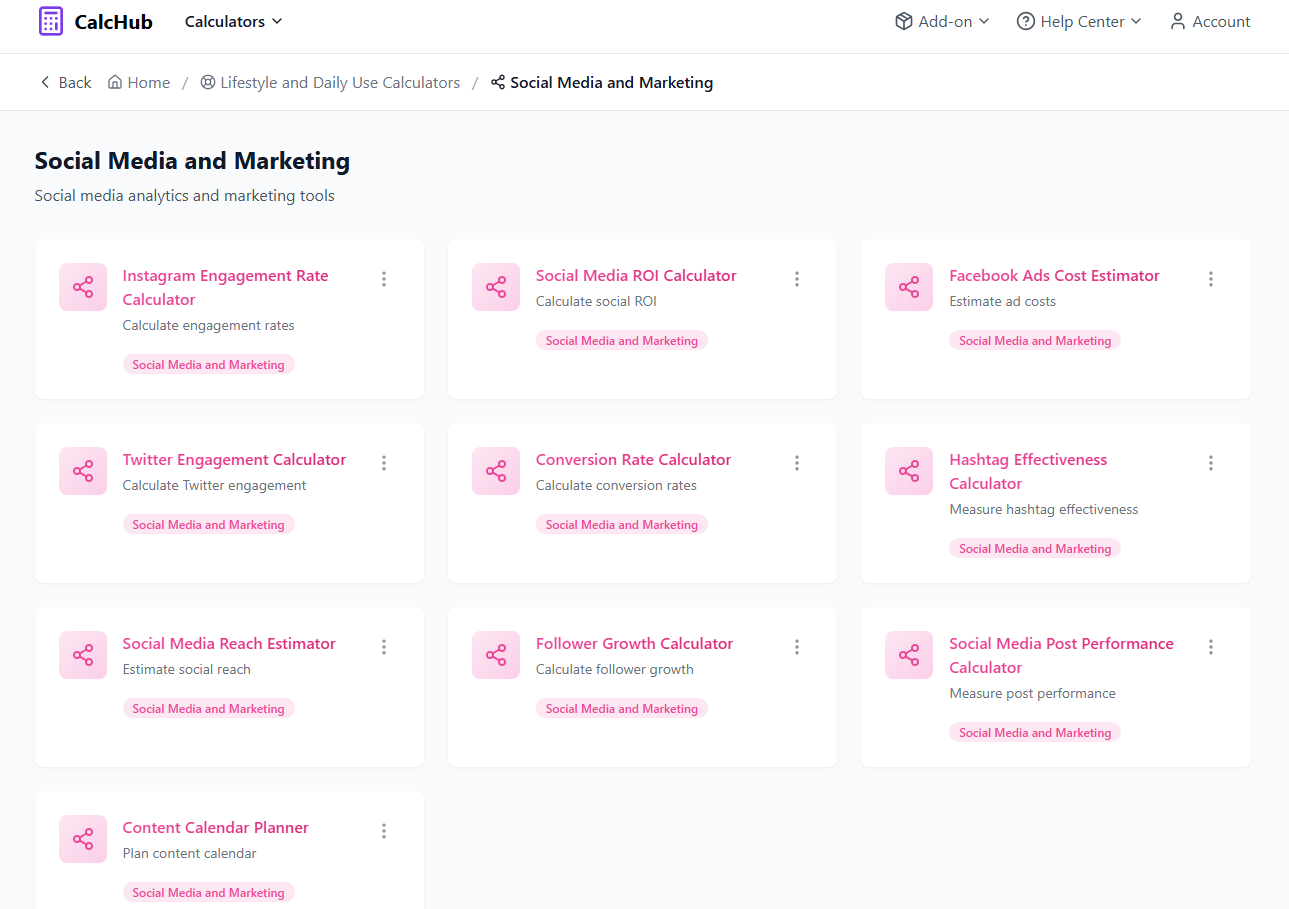 CalcHub
Calculators
Add-on
Help Center
Account
Back
Home / Lifestyle and Daily Use Calculators / Social Media and Marketing
Social Media and Marketing
Social media analytics and marketing tools
Instagram Engagement Rate
Calculator
Calculate engagement rates
Social Media and Marketing
Social Media ROI Calculator
Calculate social ROI
Social Media and Marketing
Facebook Ads Cost Estimator
Estimate ad costs
Social Media and Marketing
Twitter Engagement Calculator
Calculate Twitter engagement
Social Media and Marketing
Conversion Rate Calculator
Calculate conversion rates
Social Media and Marketing
Hashtag Effectiveness
Calculator
Measure hashtag effectiveness
Social Media and Marketing
Social Media Reach Estimator
Estimate social reach
Social Media and Marketing
Follower Growth Calculator
Calculate follower growth
Social Media and Marketing
Social Media Post Performance
Calculator
Measure post performance
Social Media and Marketing
Content Calendar Planner
Plan content calendar
Social Media and Marketing